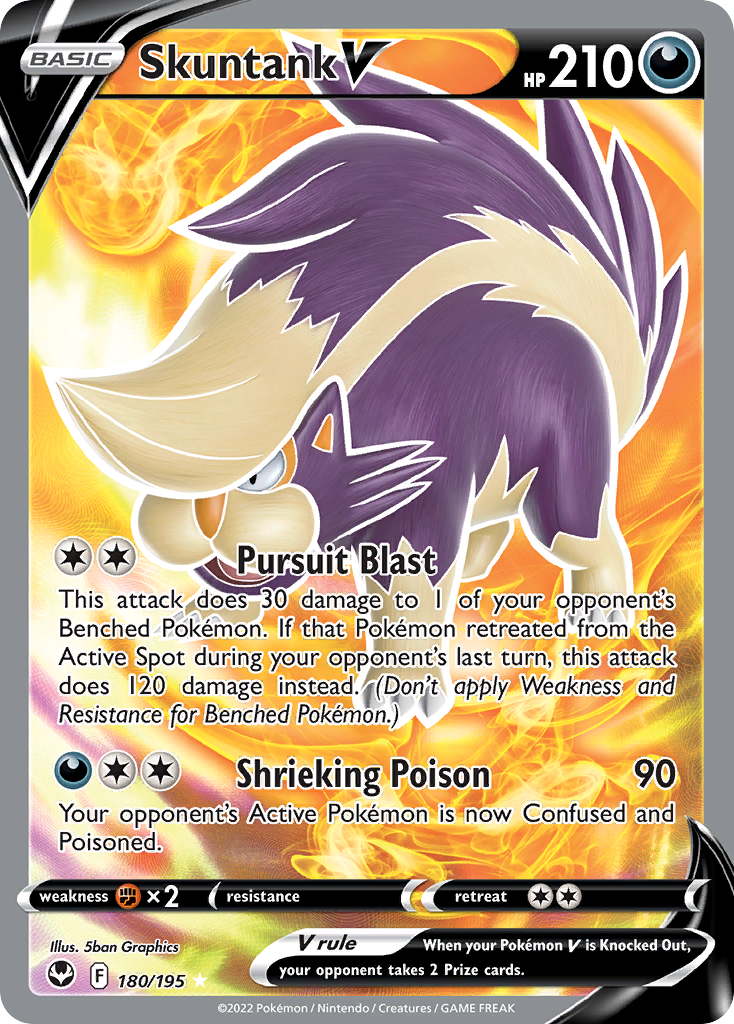 BASIC
Skuntank V
HP 210
Pursuit Blast
This attack does 30 damage to 1 of your opponent's
Benched Pokémon. If that Pokémon retreated from the
Active Spot during your opponent's last turn, this attack
does 120 damage instead. (Don't apply Weakness and
Resistance for Benched Pokémon.)
Shrieking Poison 90
Your opponent's Active Pokémon is now Confused and
Poisoned.
weakness ×2 resistance retreat
Illus. 5ban Graphics
V rule When your Pokémon V is Knocked Out,
your opponent takes 2 Prize cards.
F 180/195
©2022 Pokémon / Nintendo / Creatures / GAME FREAK